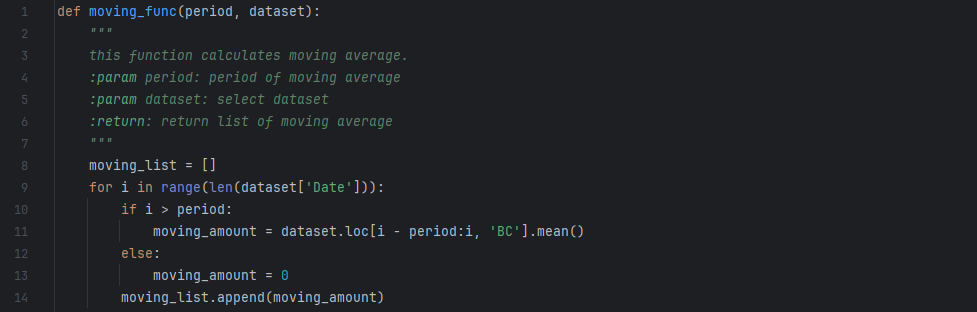 1 def moving_func(period, dataset):
2     """
3     this function calculates moving average.
4     :param period: period of moving average
5     :param dataset: select dataset
6     :return: return list of moving average
7     """
8     moving_list = []
9     for i in range(len(dataset['Date'])):
10         if i > period:
11             moving_amount = dataset.loc[i - period:i, 'BC'].mean()
12         else:
13             moving_amount = 0
14         moving_list.append(moving_amount)